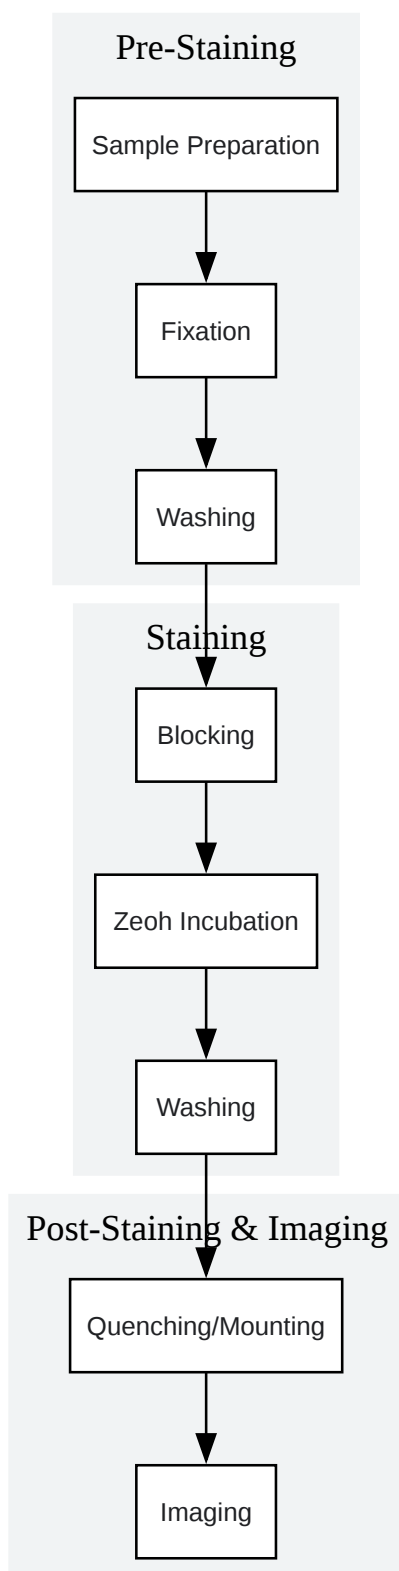 Pre-Staining
Sample Preparation
Fixation
Washing
Staining
Blocking
Zeoh Incubation
Washing
Post-Staining & Imaging
Quenching/Mounting
Imaging